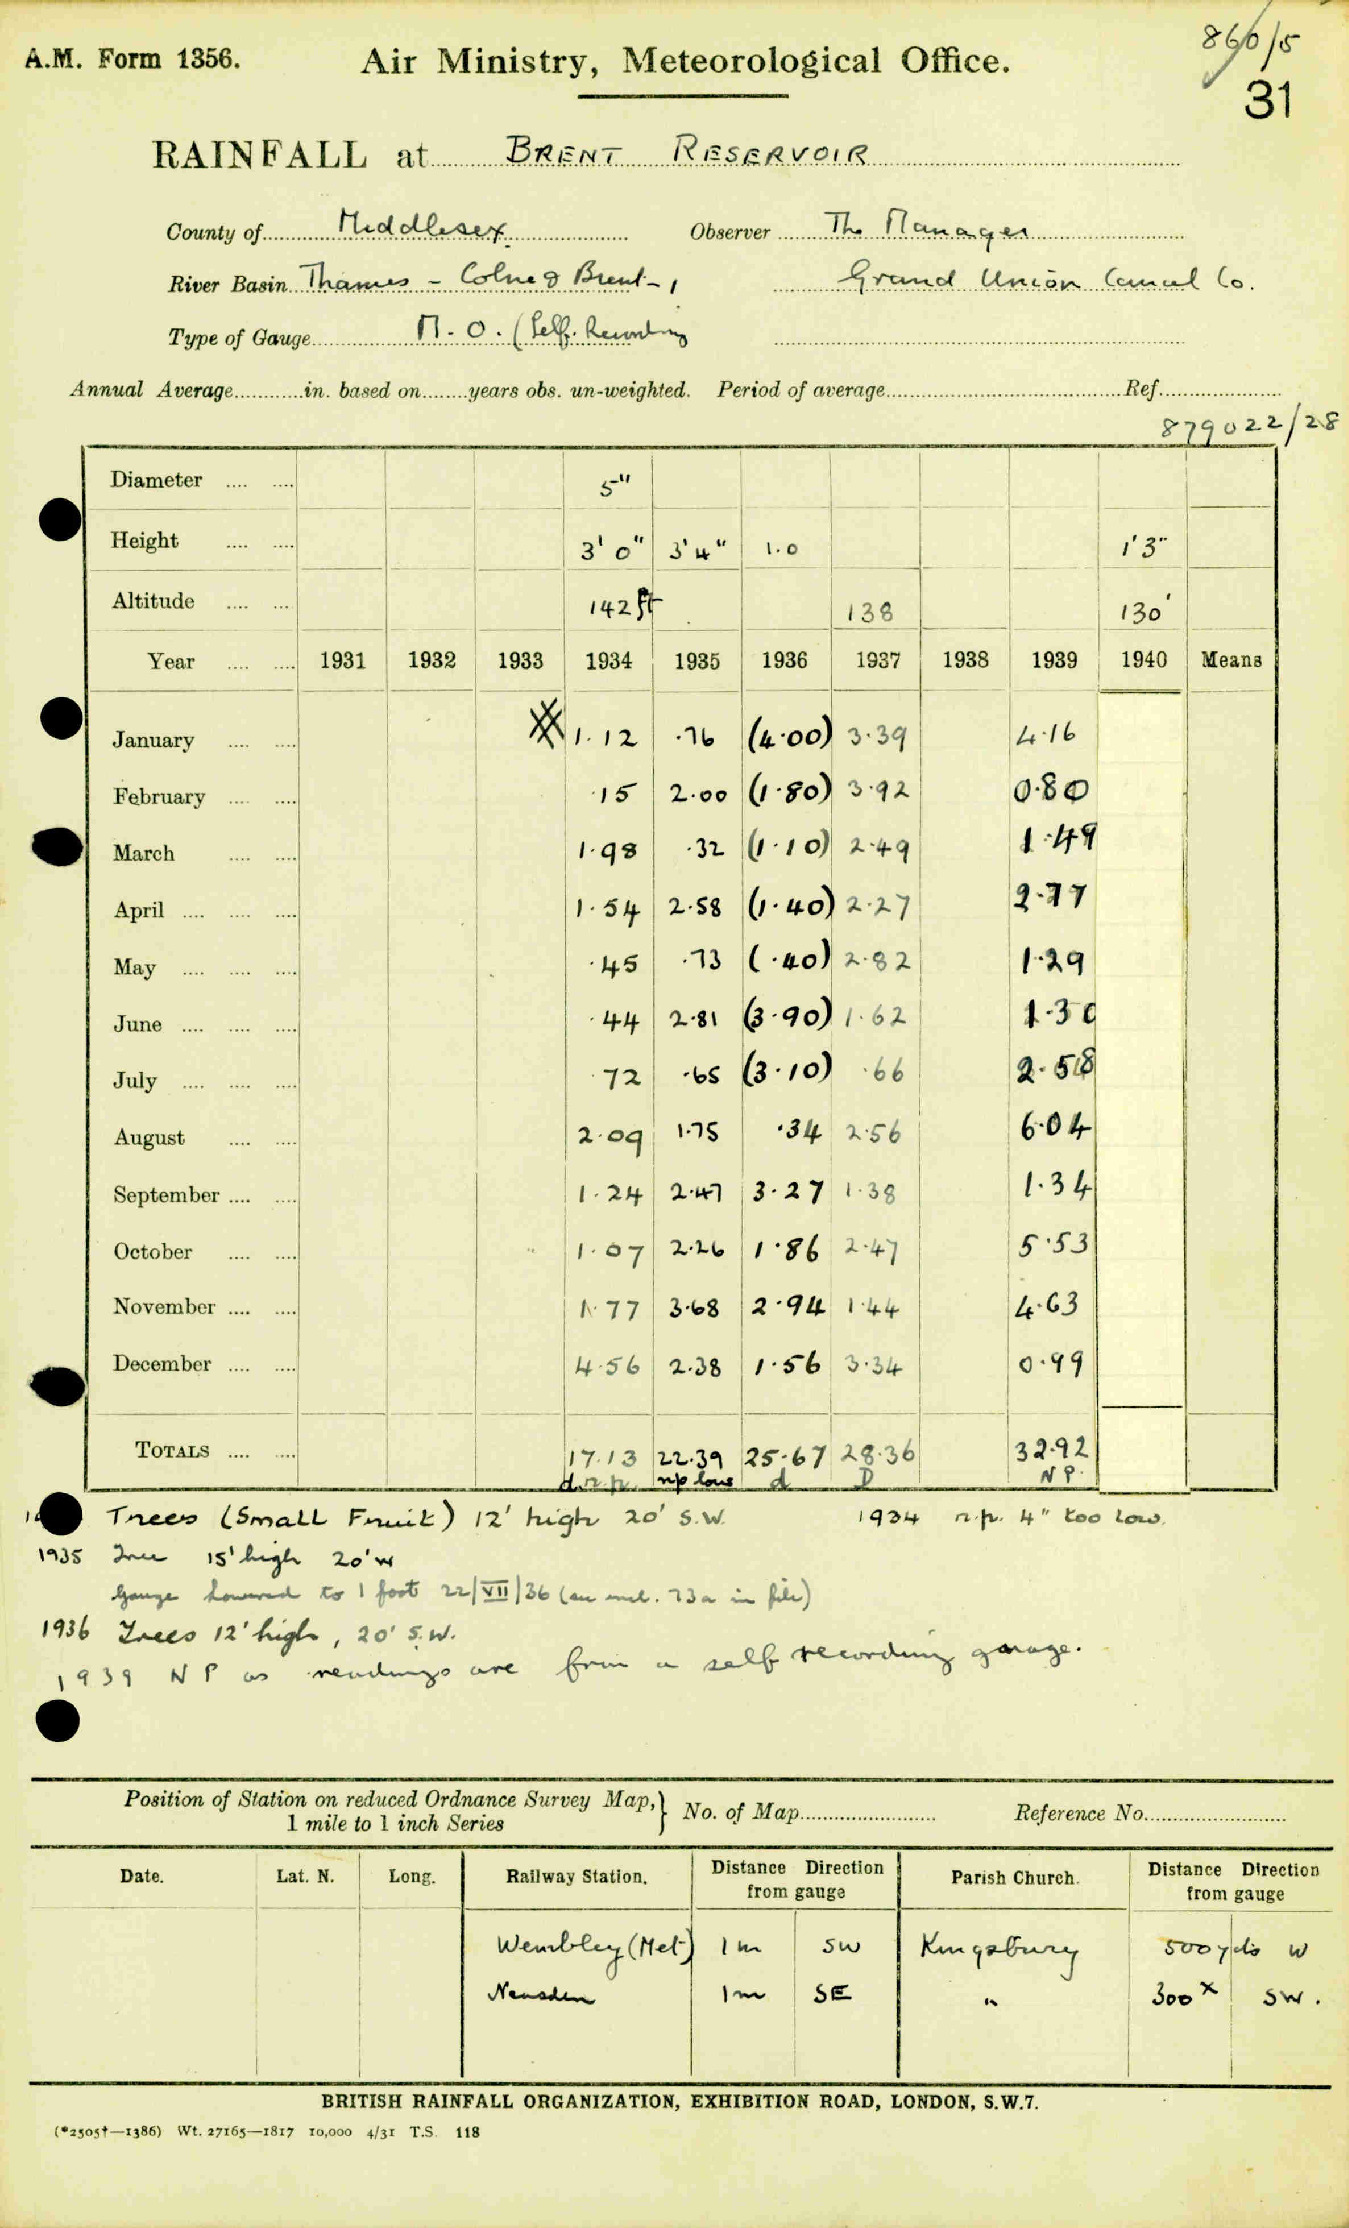 860/5
A.M. Form 1356. Air Ministry, Meteorological Office.
31
RAINFALL at BRENT RESERVOIR
County of Middlesex Observer The Manager
River Basin Thames - Colne & Brent - 1 Grand Union Canal Co.
Type of Gauge M.O. (Self. Recording
Annual Average in. based on years obs. un-weighted. Period of average Ref.
879022/28
Diameter 5"
Height 3' 0" 3' 4" 1.0 1' 3"
Altitude 142 ft 138 130'
Year 1931 1932 1933 1934 1935 1936 1937 1938 1939 1940 Means
January 1.12 .76 (4.00) 3.39 4.16
February .15 2.00 (1.80) 3.92 0.80
March 1.98 .32 (1.10) 2.49 1.49
April 1.54 2.58 (1.40) 2.27 2.77
May .45 .73 (.40) 2.82 1.29
June .44 2.81 (3.90) 1.62 1.30
July .72 .65 (3.10) .66 2.58
August 2.09 1.75 .34 2.56 6.04
September 1.24 2.47 3.27 1.38 1.34
October 1.07 2.26 1.86 2.47 5.53
November 1.77 3.68 2.94 1.44 4.63
December 4.56 2.38 1.56 3.34 0.99
TOTALS 17.13 22.39 25.67 28.36 32.92
d.n.p. np low d D NP.
Trees (Small Fruit) 12' high 20' S.W. 1934 n.p. 4" too low.
1935 Tree 15' high 20' W
Gauge lowered to 1 foot 22/VII/36 (see encl. 73a in file)
1936 Trees 12' high, 20' S.W.
1939 NP as readings are from a self recording gauge.
Position of Station on reduced Ordnance Survey Map, } No. of Map Reference No.
1 mile to 1 inch Series
Date. Lat. N. Long. Railway Station. Distance Direction from gauge Parish Church. Distance Direction from gauge
Wembley (Met) 1m SW Kingsbury 500 yds W
Neasden 1m SE " 300 x SW.
BRITISH RAINFALL ORGANIZATION, EXHIBITION ROAD, LONDON, S.W.7.
(*2505†—1386) Wt. 27165—1817 10,000 4/31 T.S. 118